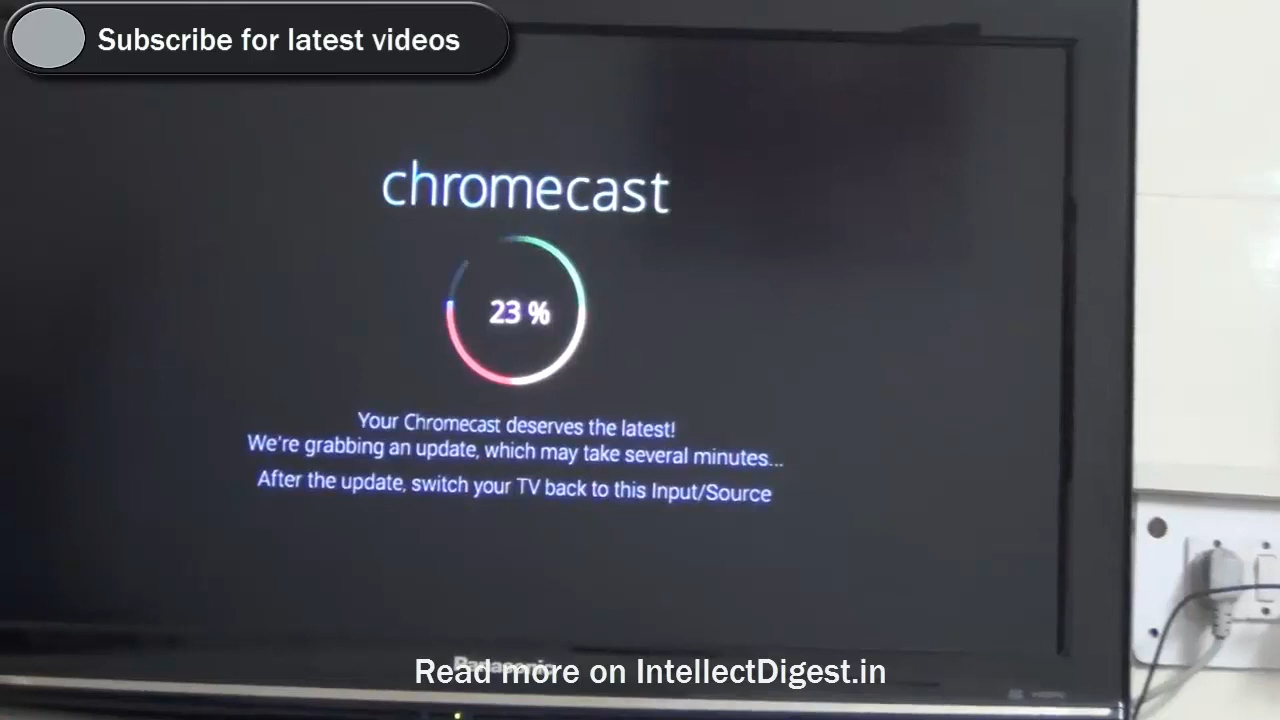 Subscribe for latest videos
chromecast
23 %
Your Chromecast deserves the latest!
We're grabbing an update, which may take several minutes...
After the update, switch your TV back to this Input/Source
Panasonic
Read more on IntellectDigest.in